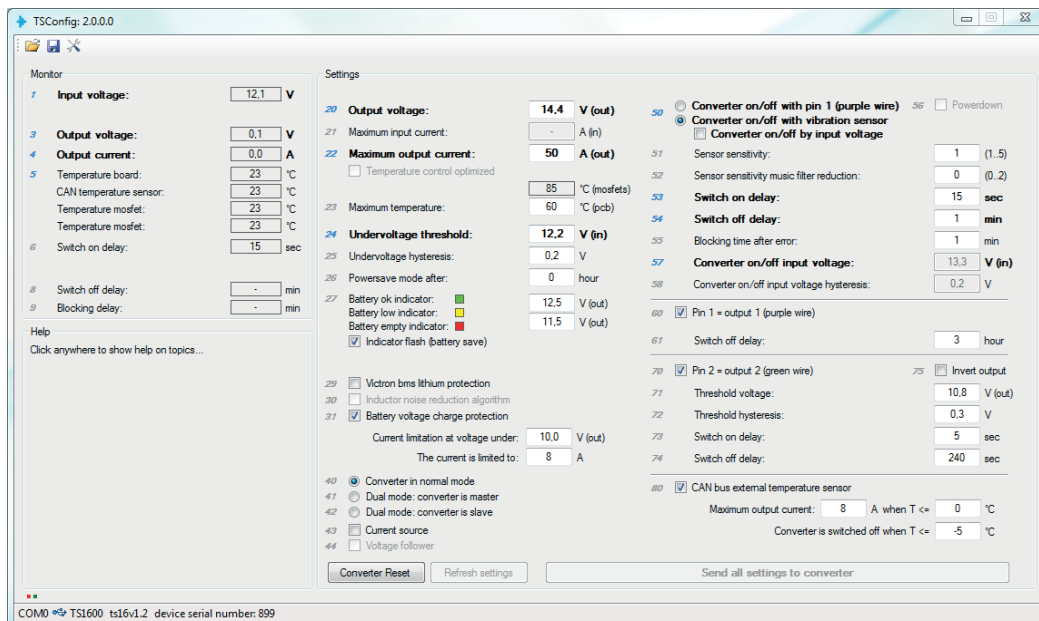 TSConfig: 2.0.0.0
Monitor
1 Input voltage: 12,1 V
3 Output voltage: 0,1 V
4 Output current: 0,0 A
5 Temperature board: 23 °C
CAN temperature sensor: 23 °C
Temperature mosfet: 23 °C
Temperature mosfet: 23 °C
6 Switch on delay: 15 sec
8 Switch off delay: - min
9 Blocking delay: - min
Help
Click anywhere to show help on topics...
Settings
20 Output voltage: 14,4 V (out)
21 Maximum input current: - A (in)
22 Maximum output current: 50 A (out)
Temperature control optimized
85 °C (mosfets)
23 Maximum temperature: 60 °C (pcb)
24 Undervoltage threshold: 12,2 V (in)
25 Undervoltage hysteresis: 0,2 V
26 Powersave mode after: 0 hour
27 Battery ok indicator: 12,5 V (out)
Battery low indicator:
Battery empty indicator: 11,5 V (out)
Indicator flash (battery save)
29 Victron bms lithium protection
30 Inductor noise reduction algorithm
31 Battery voltage charge protection
Current limitation at voltage under: 10,0 V (out)
The current is limited to: 8 A
40 Converter in normal mode
41 Dual mode: converter is master
42 Dual mode: converter is slave
43 Current source
44 Voltage follower
50 Converter on/off with pin 1 (purple wire) 56 Powerdown
Converter on/off with vibration sensor
Converter on/off by input voltage
51 Sensor sensitivity: 1 (1..5)
52 Sensor sensitivity music filter reduction: 0 (0..2)
53 Switch on delay: 15 sec
54 Switch off delay: 1 min
55 Blocking time after error: 1 min
57 Converter on/off input voltage: 13,3 V (in)
58 Converter on/off input voltage hysteresis: 0,2 V
60 Pin 1 = output 1 (purple wire)
61 Switch off delay: 3 hour
70 Pin 2 = output 2 (green wire) 75 Invert output
71 Threshold voltage: 10,8 V (out)
72 Threshold hysteresis: 0,3 V
73 Switch on delay: 5 sec
74 Switch off delay: 240 sec
80 CAN bus external temperature sensor
Maximum output current: 8 A when T <= 0 °C
Converter is switched off when T <= -5 °C
Converter Reset Refresh settings Send all settings to converter
COM0 TS1600 ts16v1.2 device serial number: 899